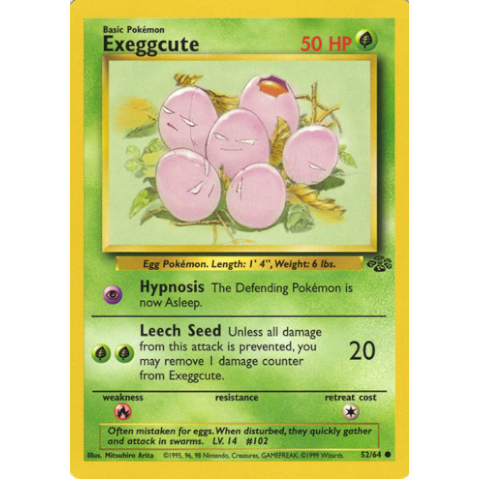 Basic Pokémon
Exeggcute 50 HP
Egg Pokémon. Length: 1' 4", Weight: 6 lbs.
Hypnosis The Defending Pokémon is
now Asleep.
Leech Seed Unless all damage
from this attack is prevented, you
may remove 1 damage counter
from Exeggcute.
20
weakness resistance retreat cost
Often mistaken for eggs. When disturbed, they quickly gather
and attack in swarms. LV. 14 #102
Illus. Mitsuhiro Arita ©1995, 96, 98 Nintendo, Creatures, GAMEFREAK. ©1999 Wizards. 52/64